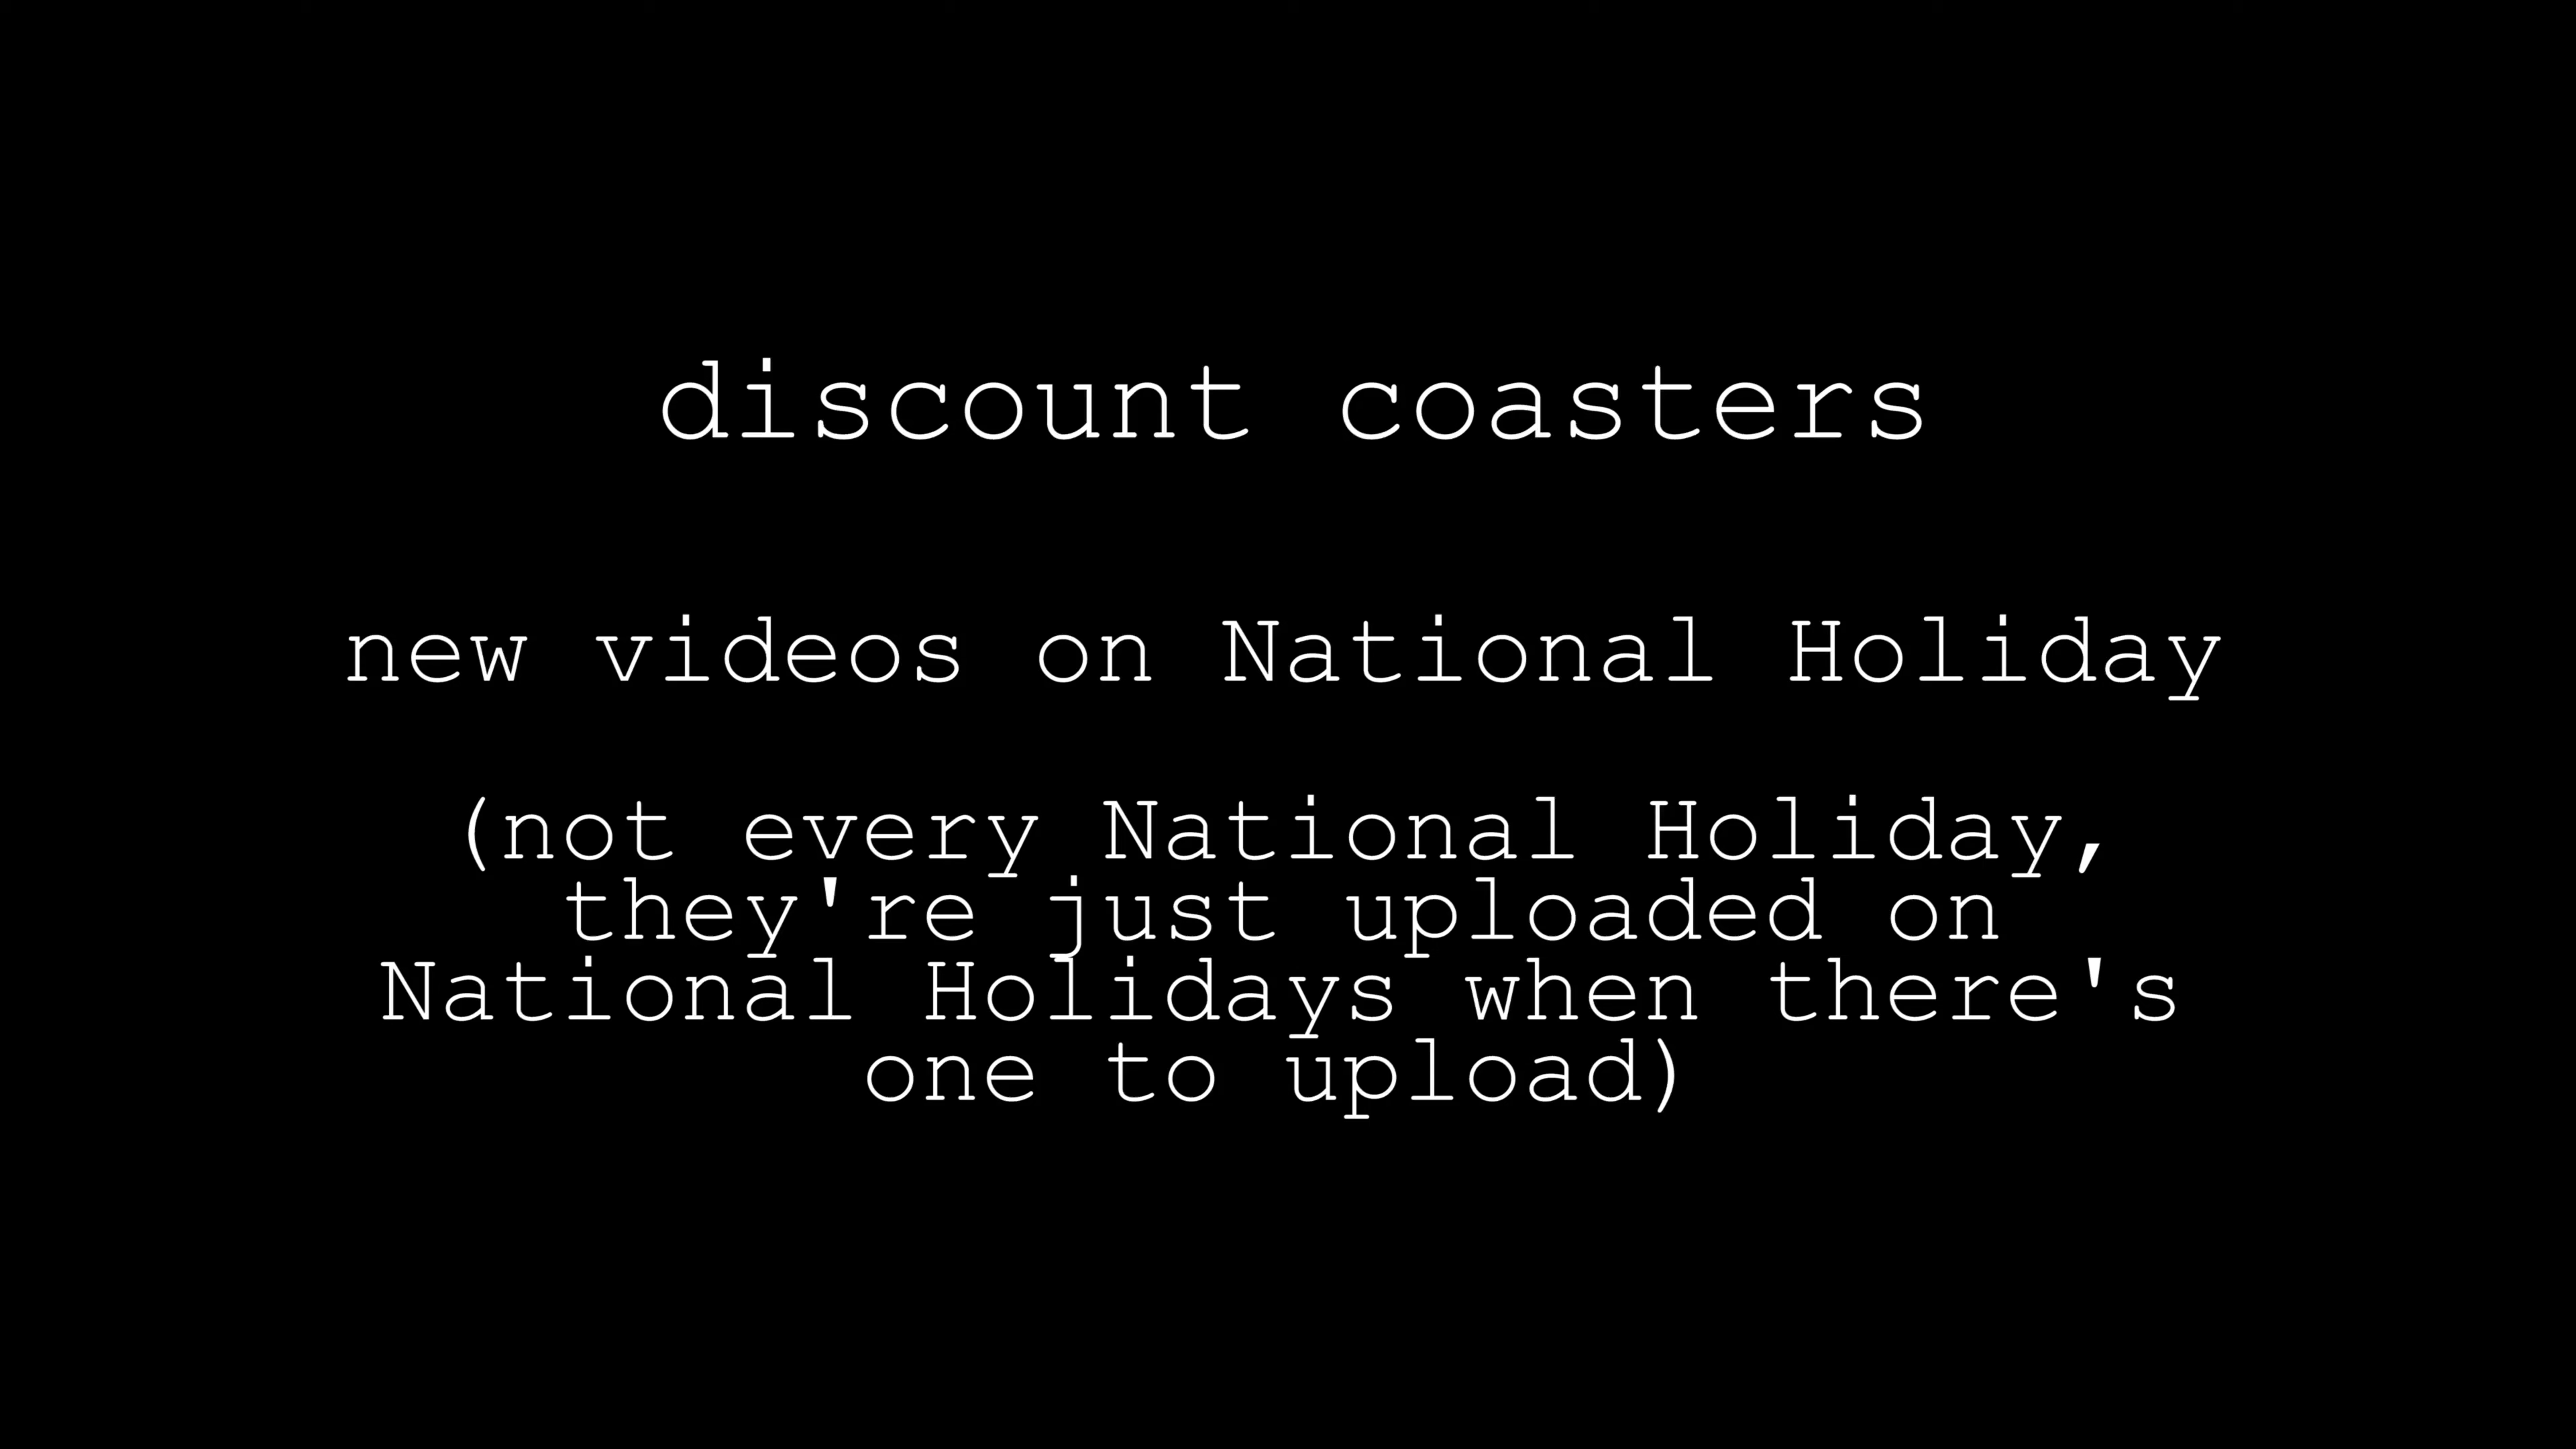 discount coasters
new videos on National Holiday
(not every National Holiday,
they're just uploaded on
National Holidays when there's
one to upload)